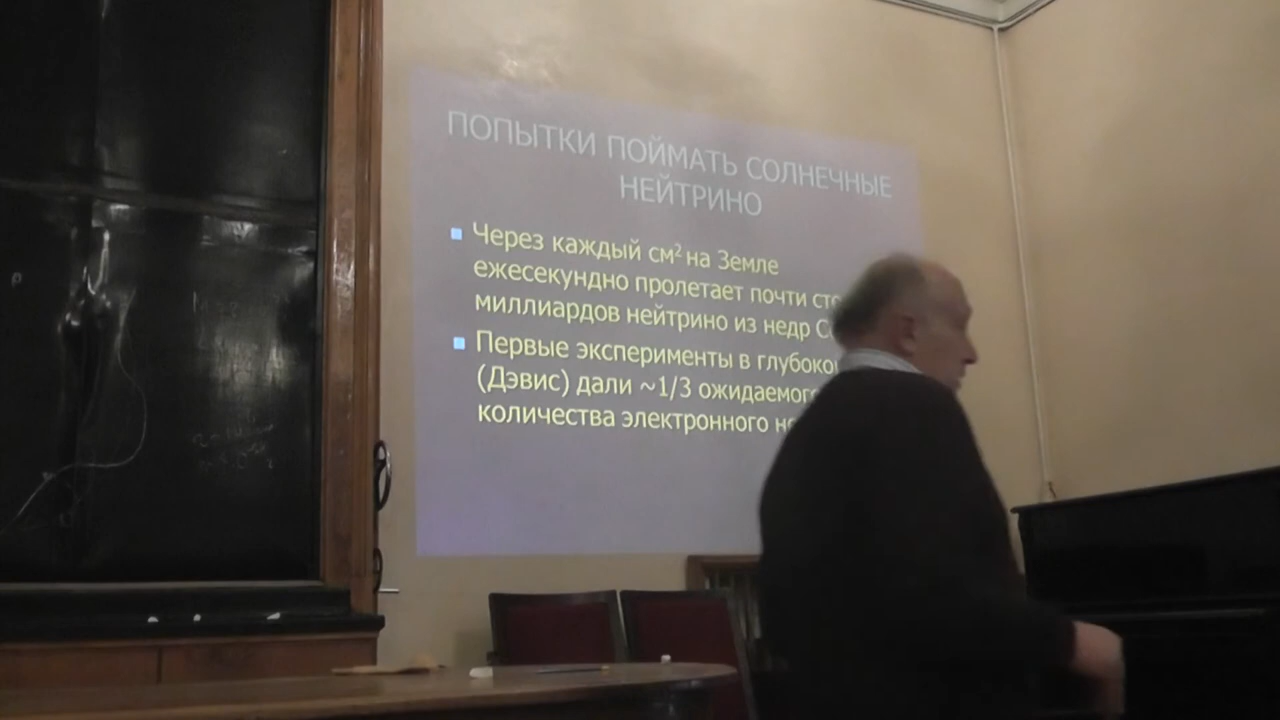 ПОПЫТКИ ПОЙМАТЬ СОЛНЕЧНЫЕ
НЕЙТРИНО
Через каждый см² на Земле
ежесекундно пролетает почти
миллиардов нейтрино из недр
Первые эксперименты в
(Дэвис) дали ~1/3
количества электронного